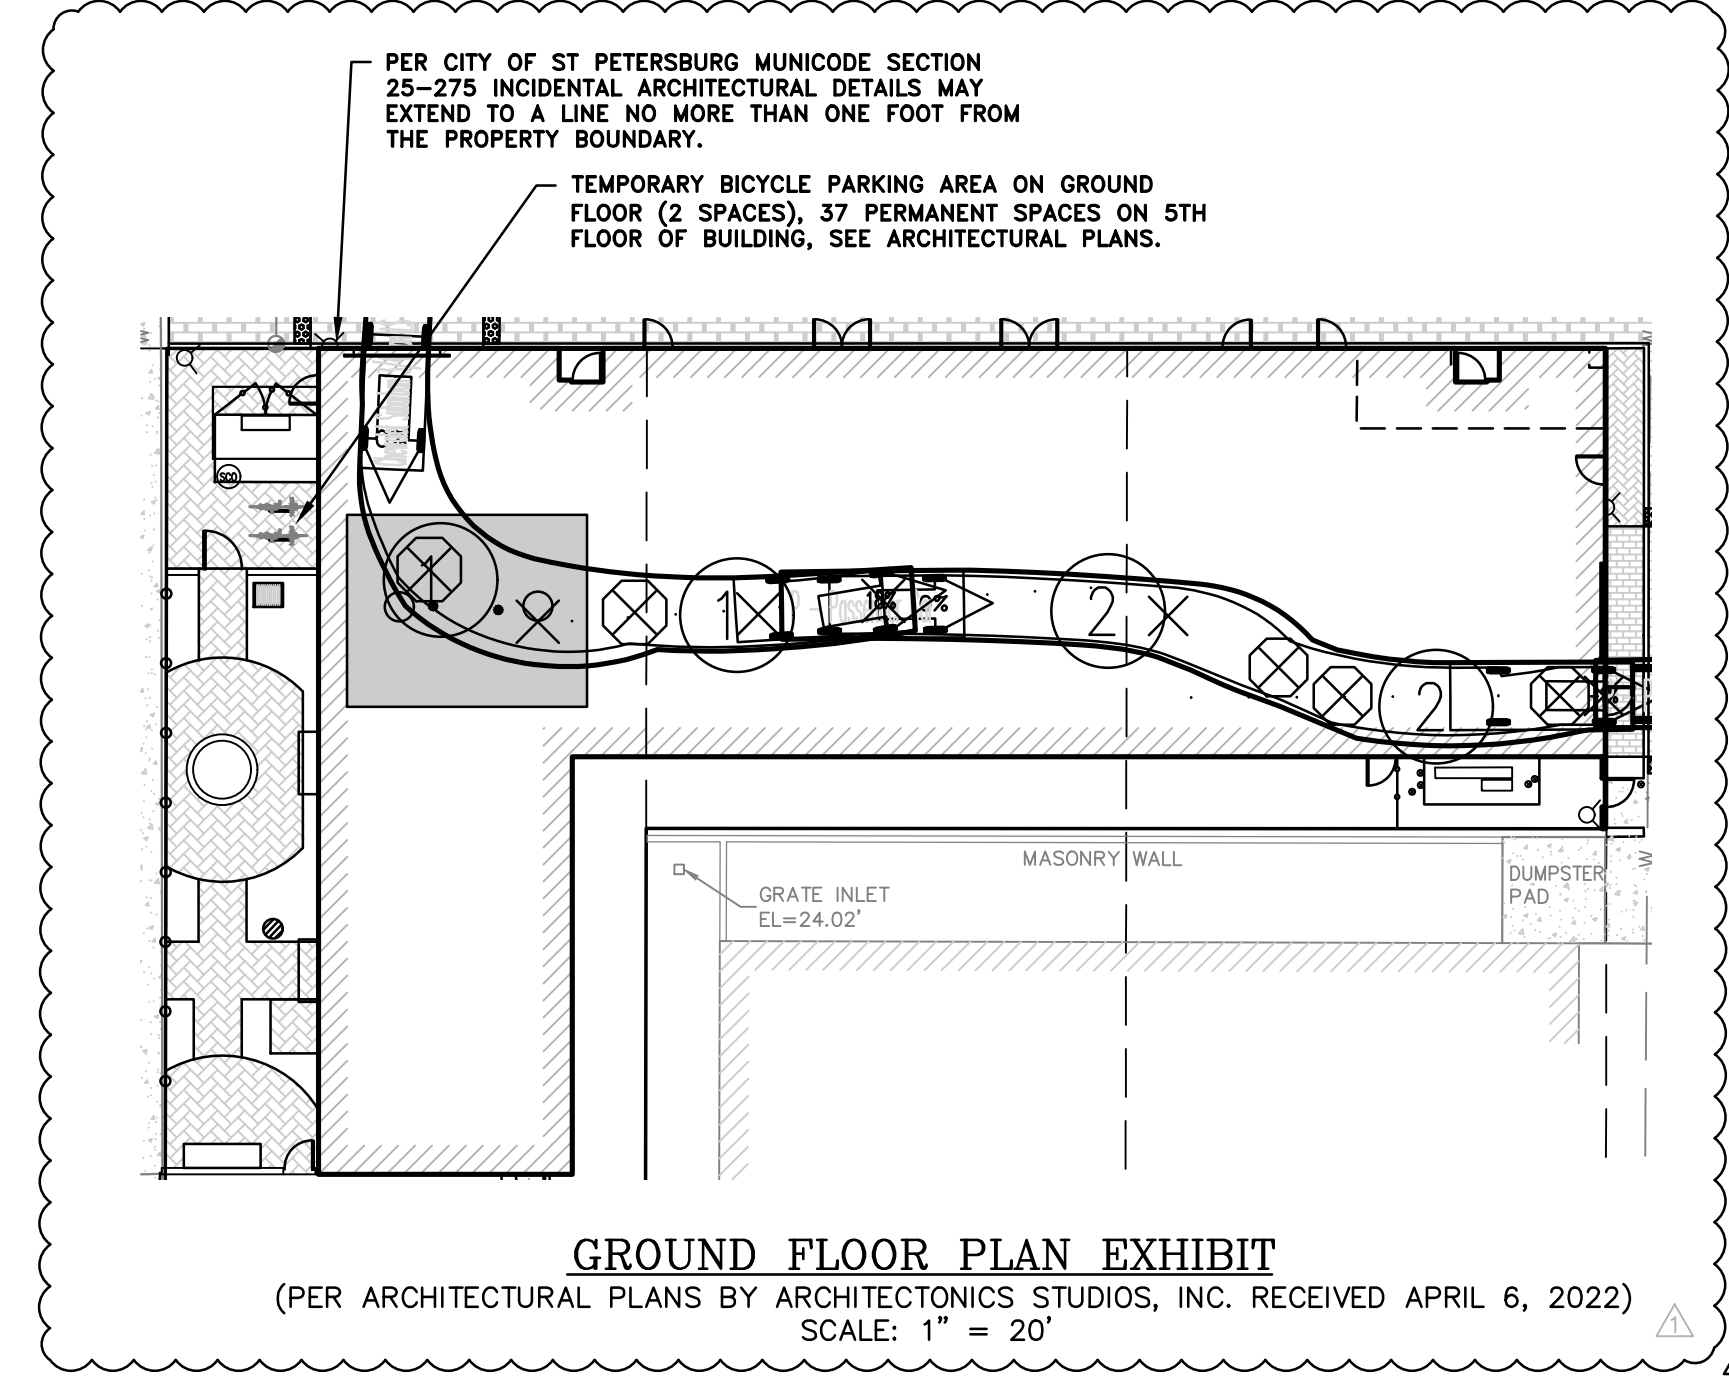 PER CITY OF ST PETERSBURG MUNICODE SECTION
25-275 INCIDENTAL ARCHITECTURAL DETAILS MAY
EXTEND TO A LINE NO MORE THAN ONE FOOT FROM
THE PROPERTY BOUNDARY.
TEMPORARY BICYCLE PARKING AREA ON GROUND
FLOOR (2 SPACES), 37 PERMANENT SPACES ON 5TH
FLOOR OF BUILDING, SEE ARCHITECTURAL PLANS.
W
W
SCO
1
1
2
2
MASONRY WALL
W
DUMPSTER
PAD
GRATE INLET
EL=24.02'
GROUND FLOOR PLAN EXHIBIT
(PER ARCHITECTURAL PLANS BY ARCHITECTONICS STUDIOS, INC. RECEIVED APRIL 6, 2022)
SCALE: 1" = 20'
1